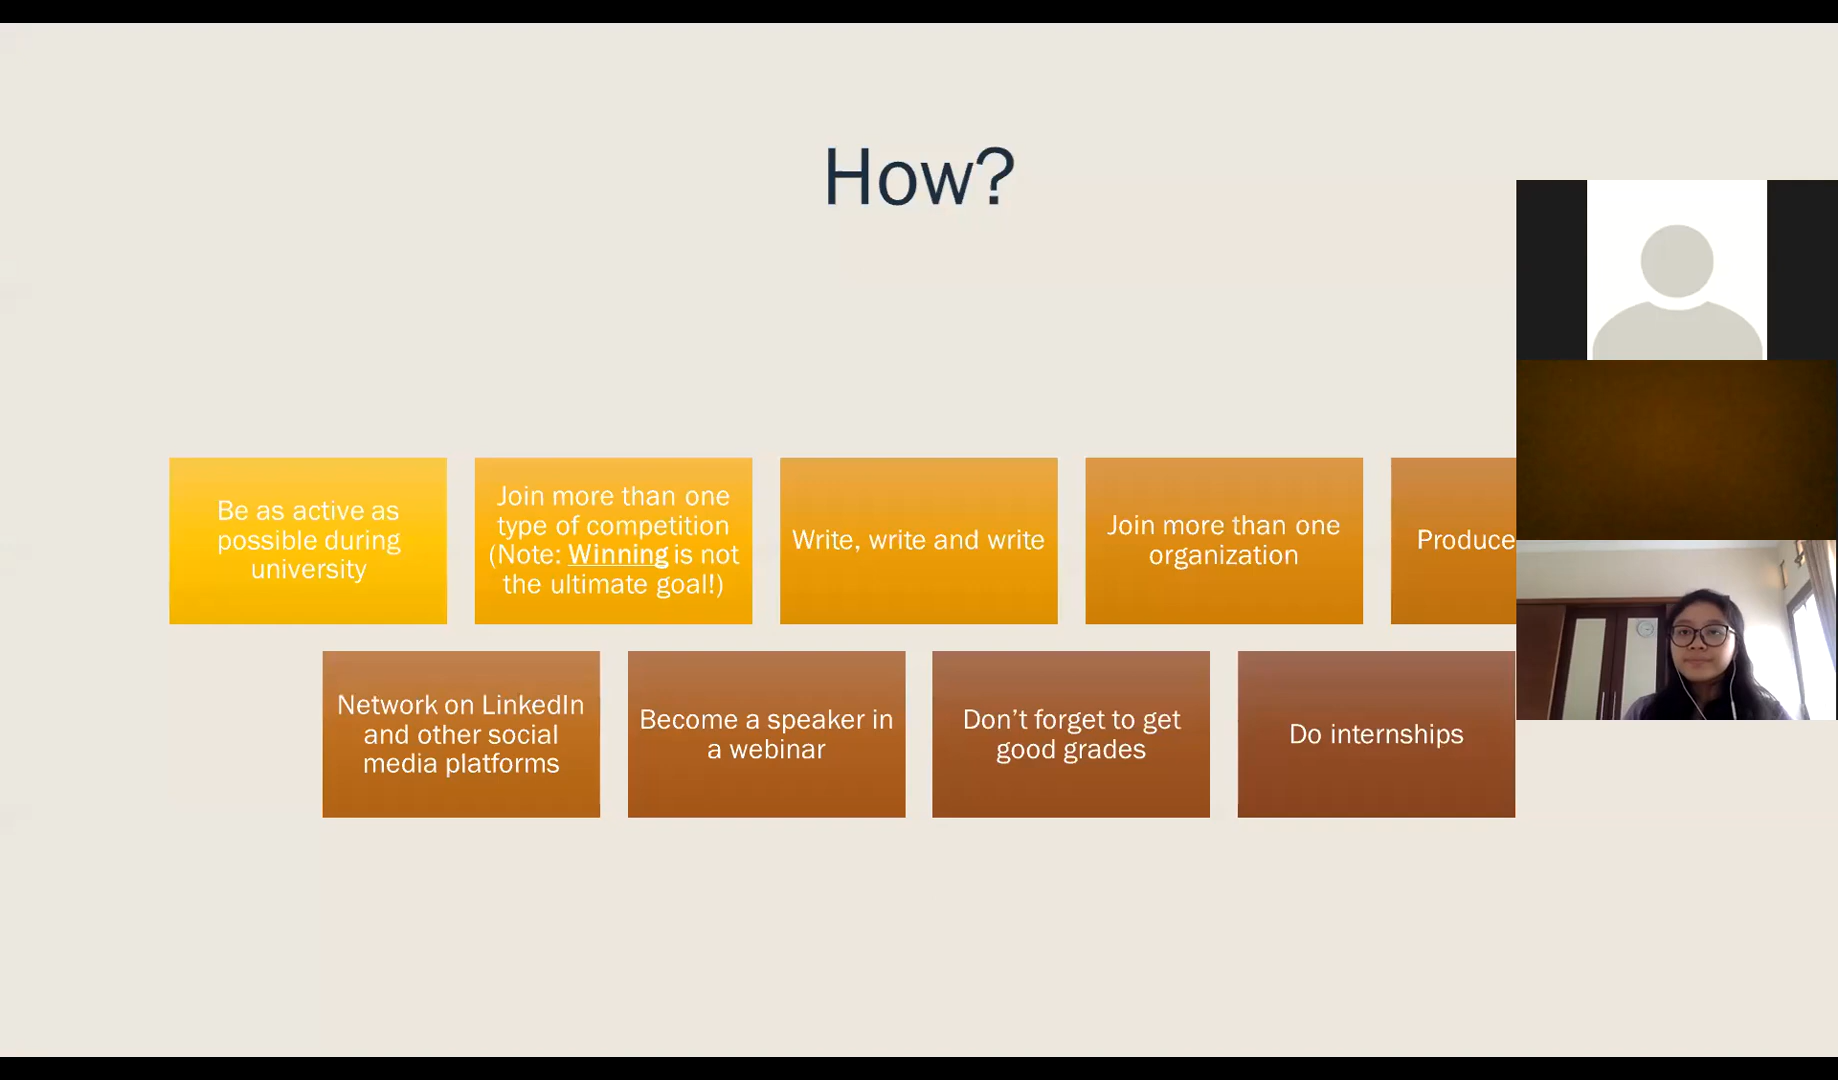 How?
Be as active as
possible during
university
Join more than one
type of competition
(Note: Winning is not
the ultimate goal!)
Write, write and write
Join more than one
organization
Produce
Network on LinkedIn
and other social
media platforms
Become a speaker in
a webinar
Don’t forget to get
good grades
Do internships